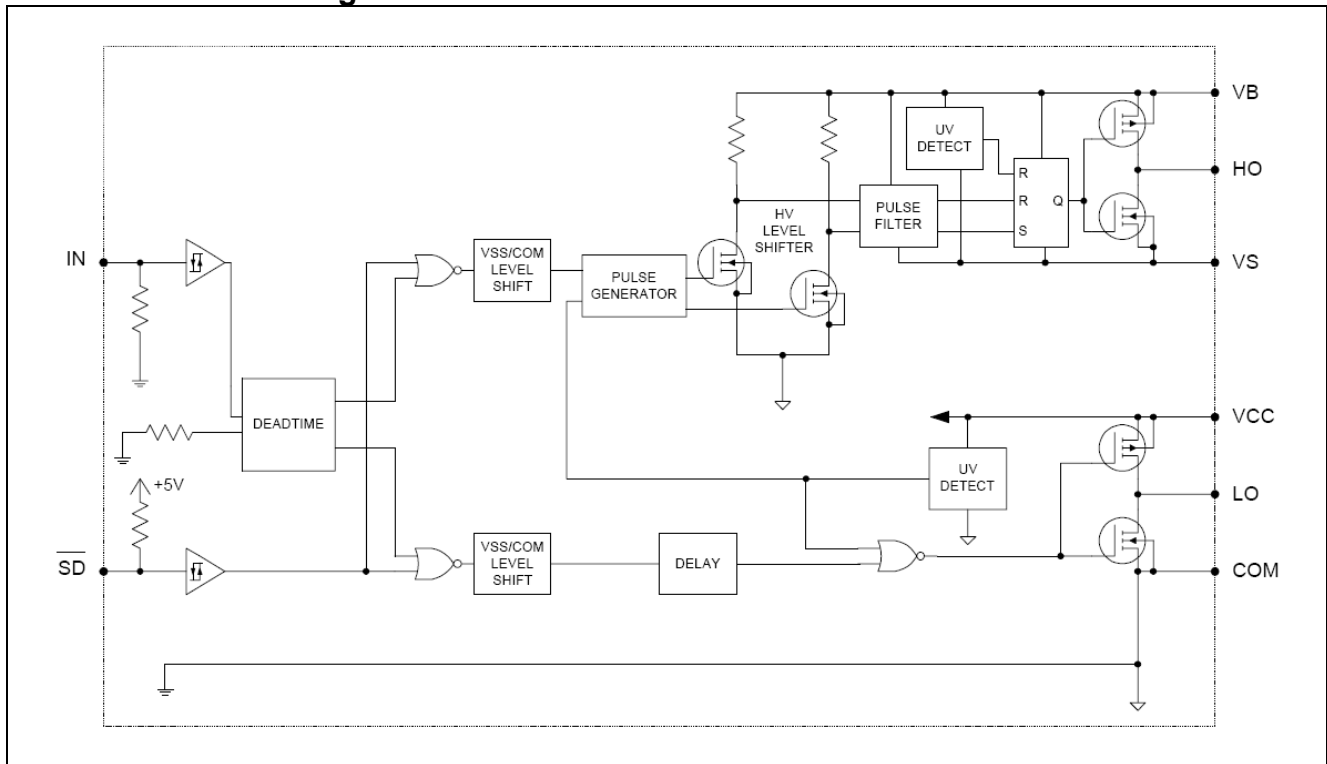 VB
UV
DETECT
HO
R
R
Q
S
PULSE
FILTER
HV
LEVEL
SHIFTER
IN
VSS/COM
LEVEL
SHIFT
PULSE
GENERATOR
VS
DEADTIME
VCC
UV
DETECT
+5V
LO
SD
VSS/COM
LEVEL
SHIFT
DELAY
COM